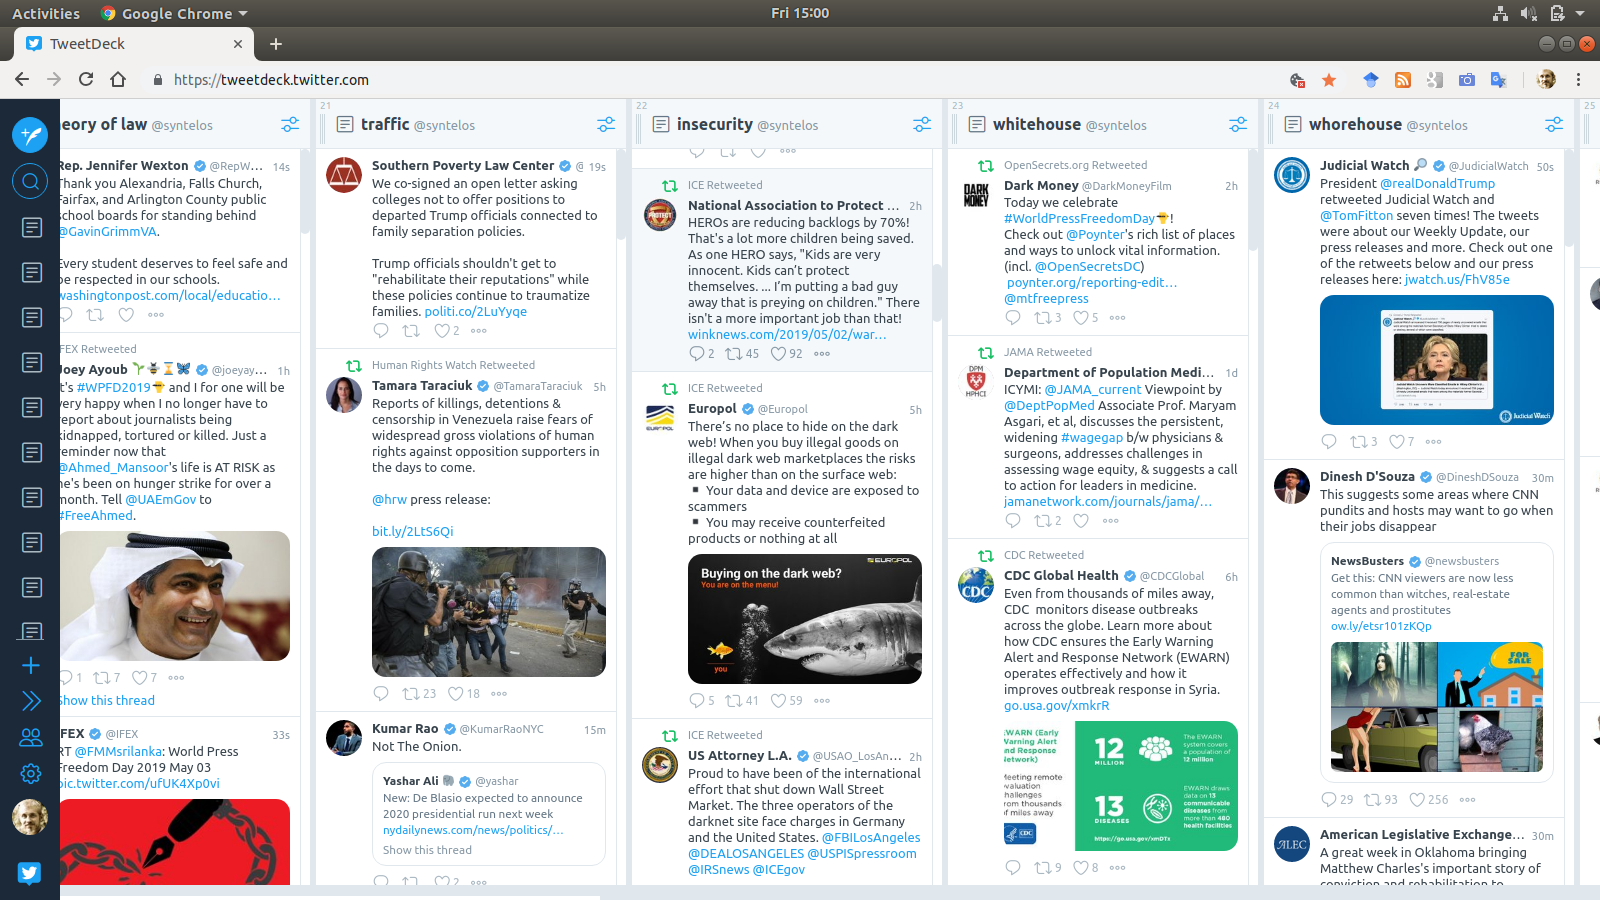 Activities
Google Chrome
Fri 15:00
TweetDeck
https://tweetdeck.twitter.com
eory of law @syntelos
Rep. Jennifer Wexton @RepW... 14s
Thank you Alexandria, Falls Church,
Fairfax, and Arlington County public
school boards for standing behind
@GavinGrimmVA.
Every student deserves to feel safe and
be respected in our schools.
washingtonpost.com/local/educatio...
IFEX Retweeted
Joey Ayoub @joeyay... 1h
It's #WPFD2019 and I for one will be
very happy when I no longer have to
report about journalists being
kidnapped, tortured or killed. Just a
reminder now that
@Ahmed_Mansoor's life is AT RISK as
he's been on hunger strike for over a
month. Tell @UAEmGov to
#FreeAhmed.
1 7 7
Show this thread
IFEX @IFEX 33s
RT @FMMsrilanka: World Press
Freedom Day 2019 May 03
pic.twitter.com/ufUK4Xp0vi
21
traffic @syntelos
Southern Poverty Law Center @ 19s
We co-signed an open letter asking
colleges not to offer positions to
departed Trump officials connected to
family separation policies.
Trump officials shouldn't get to
"rehabilitate their reputations" while
these policies continue to traumatize
families. politi.co/2LuYyqe
2
Human Rights Watch Retweeted
Tamara Taraciuk @TamaraTaraciuk 5h
Reports of killings, detentions &
censorship in Venezuela raise fears of
widespread gross violations of human
rights against opposition supporters in
the days to come.
@hrw press release:
bit.ly/2LtS6Qi
23 18
Kumar Rao @KumarRaoNYC 15m
Not The Onion.
Yashar Ali @yashar
New: De Blasio expected to announce
2020 presidential run next week
nydailynews.com/news/politics/...
Show this thread
2
22
insecurity @syntelos
ICE Retweeted
National Association to Protect ... 2h
PROTECT
HEROs are reducing backlogs by 70%!
That's a lot more children being saved.
As one HERO says, "Kids are very
innocent. Kids can't protect
themselves. ... I'm putting a bad guy
away that is preying on children." There
isn't a more important job than that!
winknews.com/2019/05/02/war...
2 45 92
ICE Retweeted
Europol @Europol 5h
EUROPOL
There's no place to hide on the dark
web! When you buy illegal goods on
illegal dark web marketplaces the risks
are higher than on the surface web:
▪ Your data and device are exposed to
scammers
▪ You may receive counterfeited
products or nothing at all
EUROPOL
Buying on the dark web?
You are on the menu!
you
5 41 59
ICE Retweeted
US Attorney L.A. @USAO_LosAn... 2h
Proud to have been of the international
effort that shut down Wall Street
Market. The three operators of the
darknet site face charges in Germany
and the United States. @FBILosAngeles
@DEALOSANGELES @USPISpressroom
@IRSnews @ICEgov
23
whitehouse @syntelos
OpenSecrets.org Retweeted
Dark Money @DarkMoneyFilm 2h
DARK
MONEY
Today we celebrate
#WorldPressFreedomDay!
Check out @Poynter's rich list of places
and ways to unlock vital information.
(incl. @OpenSecretsDC)
poynter.org/reporting-edit...
@mtfreepress
3 5
JAMA Retweeted
Department of Population Medi... 1d
DPM
HPHCI
ICYMI: @JAMA_current Viewpoint by
@DeptPopMed Associate Prof. Maryam
Asgari, et al, discusses the persistent,
widening #wagegap b/w physicians &
surgeons, addresses challenges in
assessing wage equity, & suggests a call
to action for leaders in medicine.
jamanetwork.com/journals/jama/...
2
CDC Retweeted
CDC Global Health @CDCGlobal 6h
CDC
Even from thousands of miles away,
CDC monitors disease outbreaks
across the globe. Learn more about
how CDC ensures the Early Warning
Alert and Response Network (EWARN)
operates effectively and how it
improves outbreak response in Syria.
go.usa.gov/xmkrR
EWARN (Early
Warning Alert
and Response
Network)
Meeting remote
evaluation
challenges
from thousands
of miles away
CDC
12
MILLION
The EWARN
system covers
a population of
12 million
13
DISEASES
EWARN draws
data on 13
communicable
diseases from
more than 480
health facilities
https://go.usa.gov/xmDTx
9 8
24
whorehouse @syntelos
Judicial Watch @JudicialWatch 50s
President @realDonaldTrump
retweeted Judicial Watch and
@TomFitton seven times! The tweets
were about our Weekly Update, our
press releases and more. Check out one
of the retweets below and our press
releases here: jwatch.us/FhV85e
Judicial Watch
3 7
Dinesh D'Souza @DineshDSouza 30m
This suggests some areas where CNN
pundits and hosts may want to go when
their jobs disappear
NewsBusters @newsbusters
Get this: CNN viewers are now less
common than witches, real-estate
agents and prostitutes
ow.ly/etsr101zKQp
FOR
SALE
29 93 256
American Legislative Exchange... 30m
ALEC
A great week in Oklahoma bringing
Matthew Charles's important story of
conviction and rehabilitation to
25